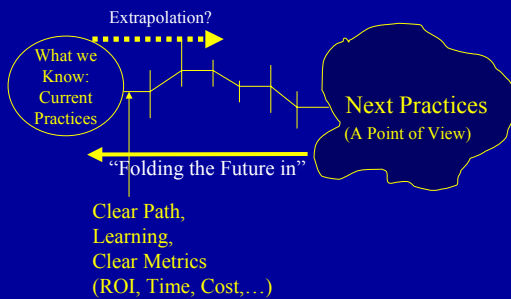 Extrapolation?
What we
Know:
Current
Practices
Next Practices
(A Point of View)
“Folding the Future in”
Clear Path,
Learning,
Clear Metrics
(ROI, Time, Cost,…)